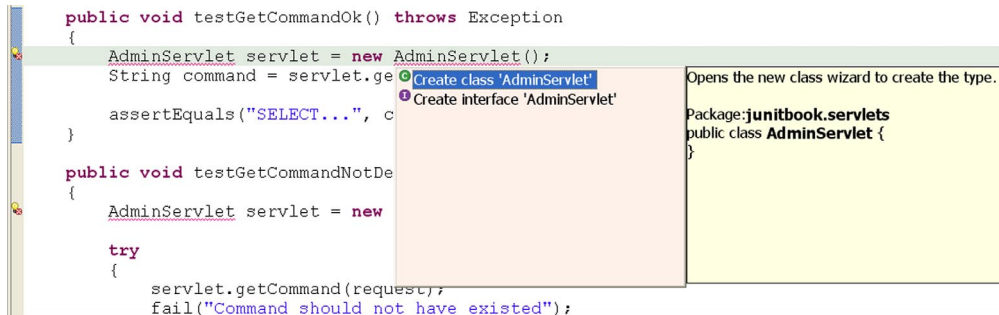 public void testGetCommandOk() throws Exception
{
AdminServlet servlet = new AdminServlet();
String command = servlet.ge
assertEquals("SELECT...", c
}
public void testGetCommandNotDe
{
AdminServlet servlet = new
try
{
servlet.getCommand(request);
fail("Command should not have existed");
Create class 'AdminServlet'
Create interface 'AdminServlet'
Opens the new class wizard to create the type.
Package:junitbook.servlets
public class AdminServlet {
}